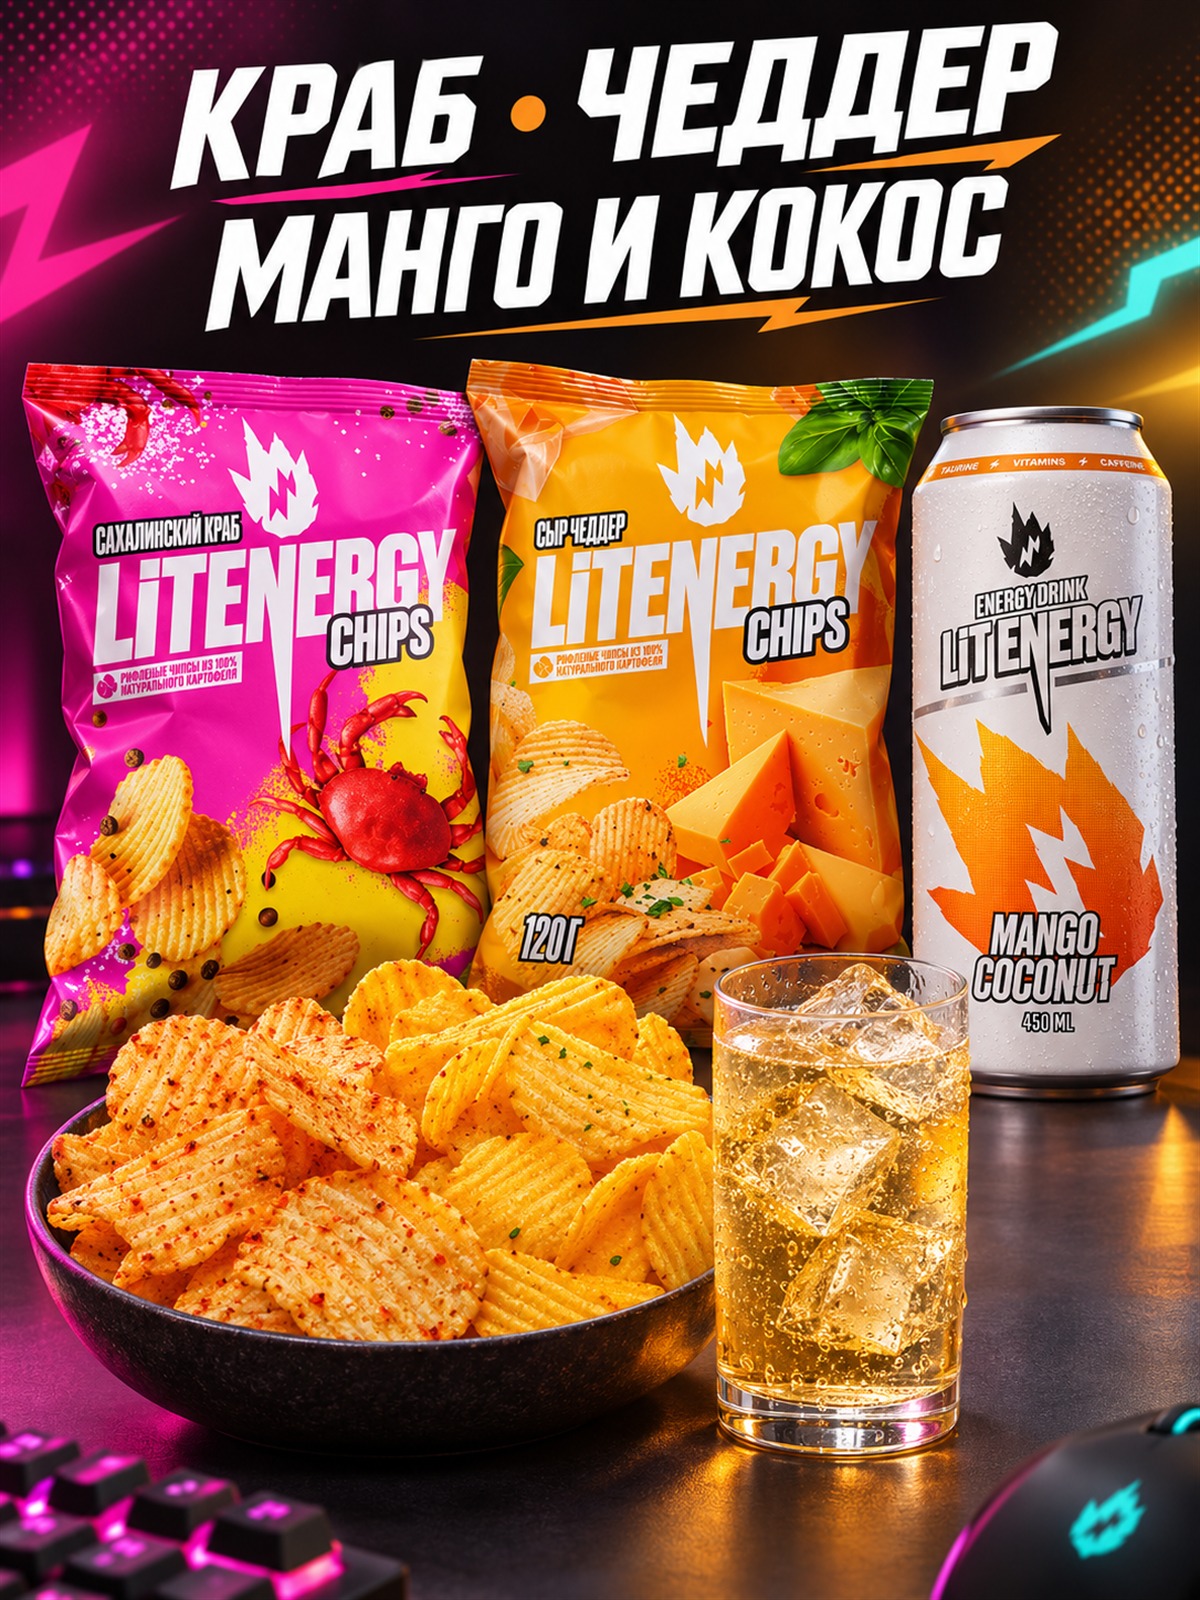 КРАБ • ЧЕДДЕР
МАНГО И КОКОС
САХАЛИНСКИЙ КРАБ
LiTENERGY
CHIPS
РИФЛЕНЫЕ ЧИПСЫ ИЗ 100%
НАТУРАЛЬНОГО КАРТОФЕЛЯ
СЫР ЧЕДДЕР
LiTENERGY
CHIPS
РИФЛЕНЫЕ ЧИПСЫ ИЗ 100%
НАТУРАЛЬНОГО КАРТОФЕЛЯ
120Г
TAURINE VITAMINS CAFFEINE
ENERGY DRINK
LiTENERGY
MANGO
COCONUT
450 ML